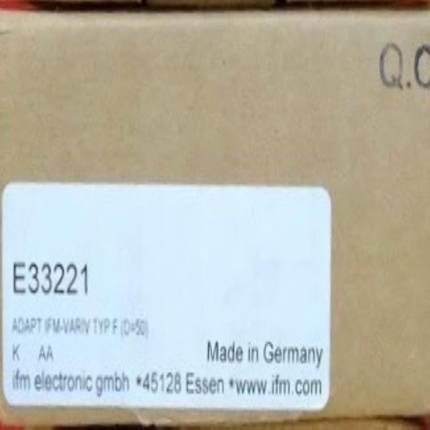 Q.C
E33221
ADAPT IFM-VARIV TYP F (D=50)
K AA
Made in Germany
ifm electronic gmbh *45128 Essen *www.ifm.com